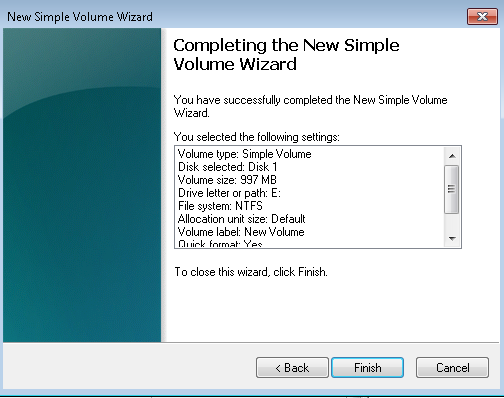 New Simple Volume Wizard
Completing the New Simple
Volume Wizard
You have successfully completed the New Simple Volume
Wizard.
You selected the following settings:
Volume type: Simple Volume
Disk selected: Disk 1
Volume size: 997 MB
Drive letter or path: E:
File system: NTFS
Allocation unit size: Default
Volume label: New Volume
Quick format: Yes
To close this wizard, click Finish.
< Back
Finish
Cancel